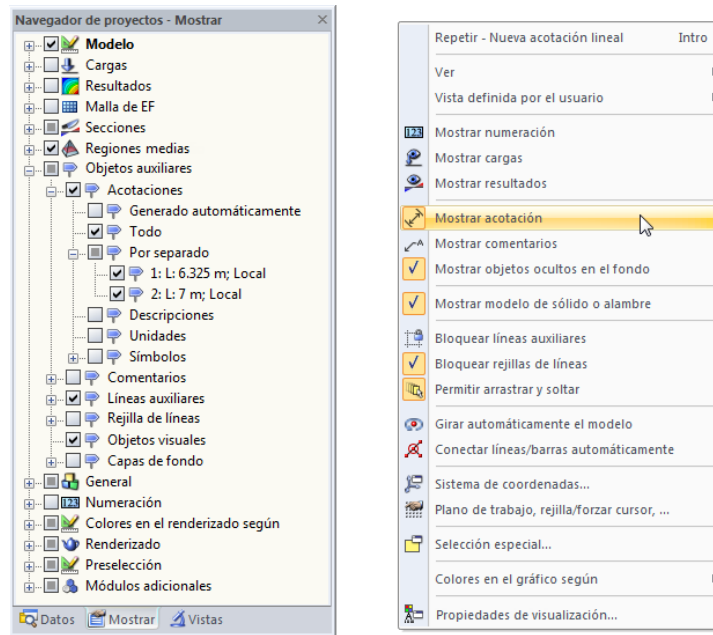 Navegador de proyectos - Mostrar
Modelo
Cargas
Resultados
Malla de EF
Secciones
Regiones medias
Objetos auxiliares
Acotaciones
Generado automáticamente
Todo
Por separado
1: L: 6.325 m; Local
2: L: 7 m; Local
Descripciones
Unidades
Símbolos
Comentarios
Líneas auxiliares
Rejilla de líneas
Objetos visuales
Capas de fondo
General
123 Numeración
Colores en el renderizado según
Renderizado
Preselección
Módulos adicionales
Datos Mostrar Vistas
Repetir - Nueva acotación lineal Intro
Ver
Vista definida por el usuario
123 Mostrar numeración
Mostrar cargas
Mostrar resultados
Mostrar acotación
A Mostrar comentarios
Mostrar objetos ocultos en el fondo
Mostrar modelo de sólido o alambre
Bloquear líneas auxiliares
Bloquear rejillas de líneas
Permitir arrastrar y soltar
Girar automáticamente el modelo
Conectar líneas/barras automáticamente
Sistema de coordenadas...
Plano de trabajo, rejilla/forzar cursor, ...
Selección especial...
Colores en el gráfico según
Propiedades de visualización...